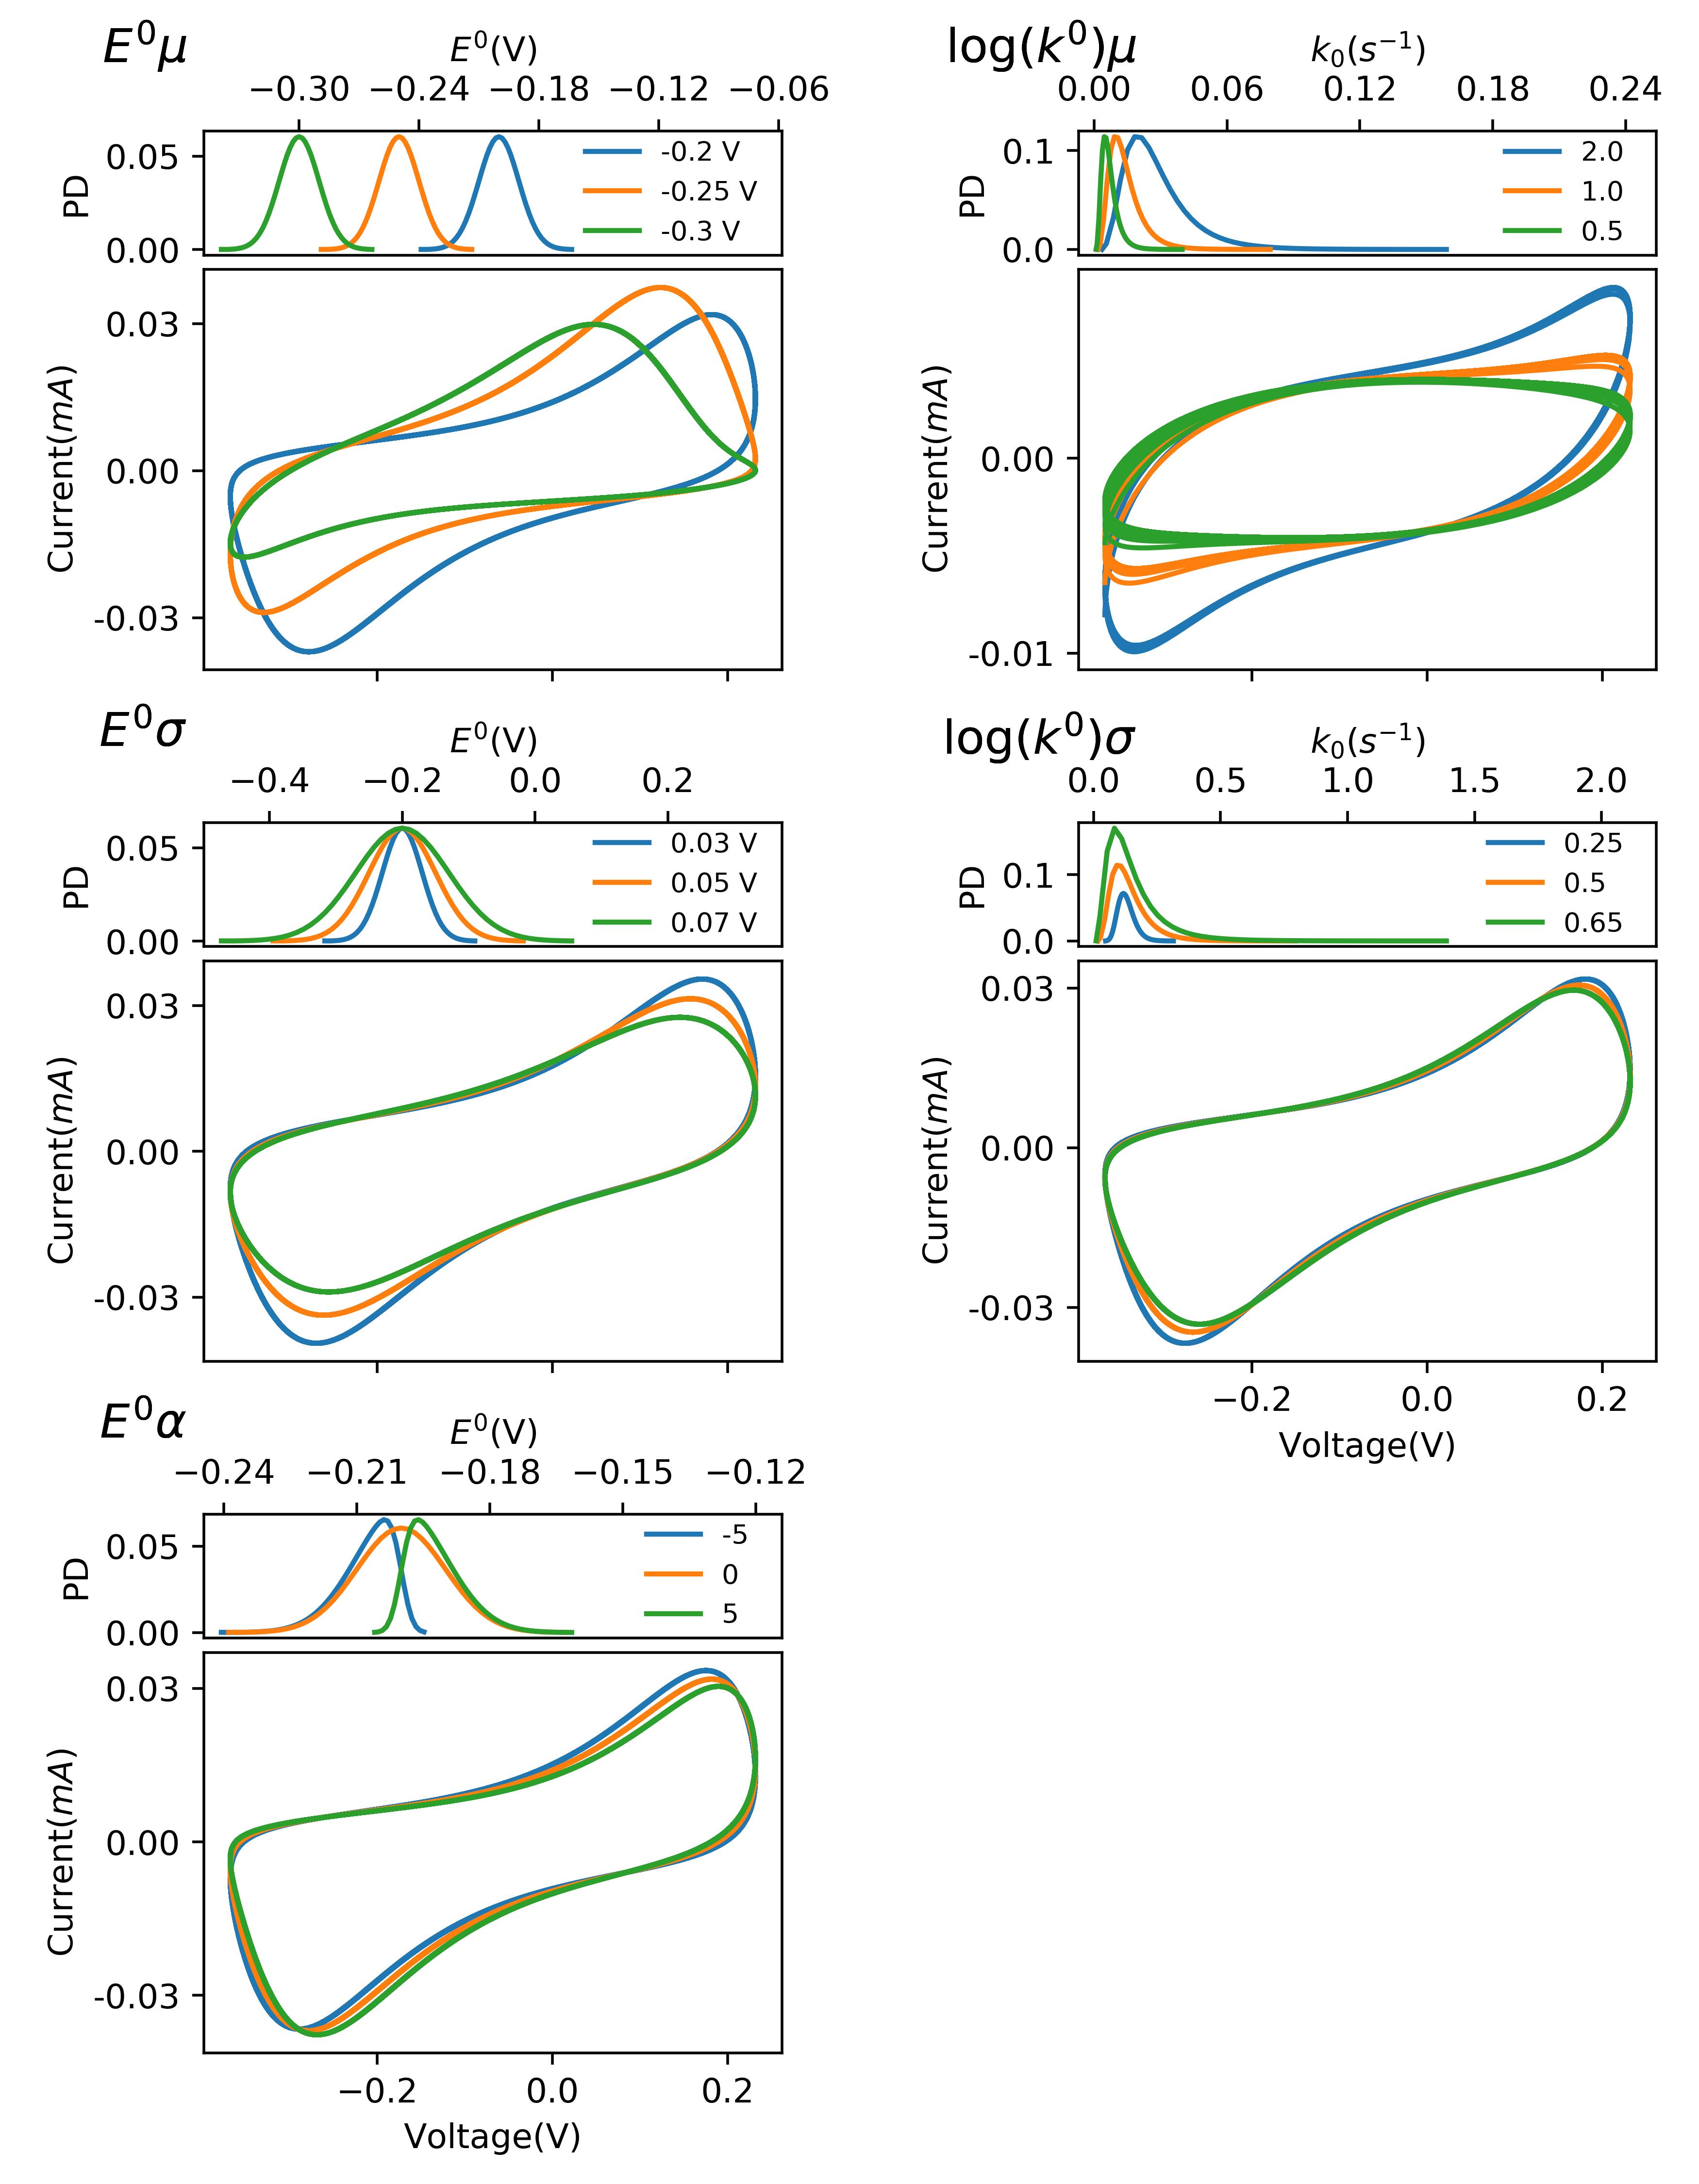 E⁰μ
E⁰(V)
−0.30 −0.24 −0.18 −0.12 −0.06
PD
0.05
0.00
-0.2 V
-0.25 V
-0.3 V
Current(mA)
0.03
0.00
-0.03
log(k⁰)μ
k₀(s⁻¹)
0.00 0.06 0.12 0.18 0.24
PD
0.1
0.0
2.0
1.0
0.5
Current(mA)
0.00
-0.01
E⁰σ
E⁰(V)
−0.4 −0.2 0.0 0.2
PD
0.05
0.00
0.03 V
0.05 V
0.07 V
Current(mA)
0.03
0.00
-0.03
log(k⁰)σ
k₀(s⁻¹)
0.0 0.5 1.0 1.5 2.0
PD
0.1
0.0
0.25
0.5
0.65
Current(mA)
0.03
0.00
-0.03
−0.2 0.0 0.2
Voltage(V)
E⁰α
E⁰(V)
−0.24 −0.21 −0.18 −0.15 −0.12
PD
0.05
0.00
-5
0
5
Current(mA)
0.03
0.00
-0.03
−0.2 0.0 0.2
Voltage(V)